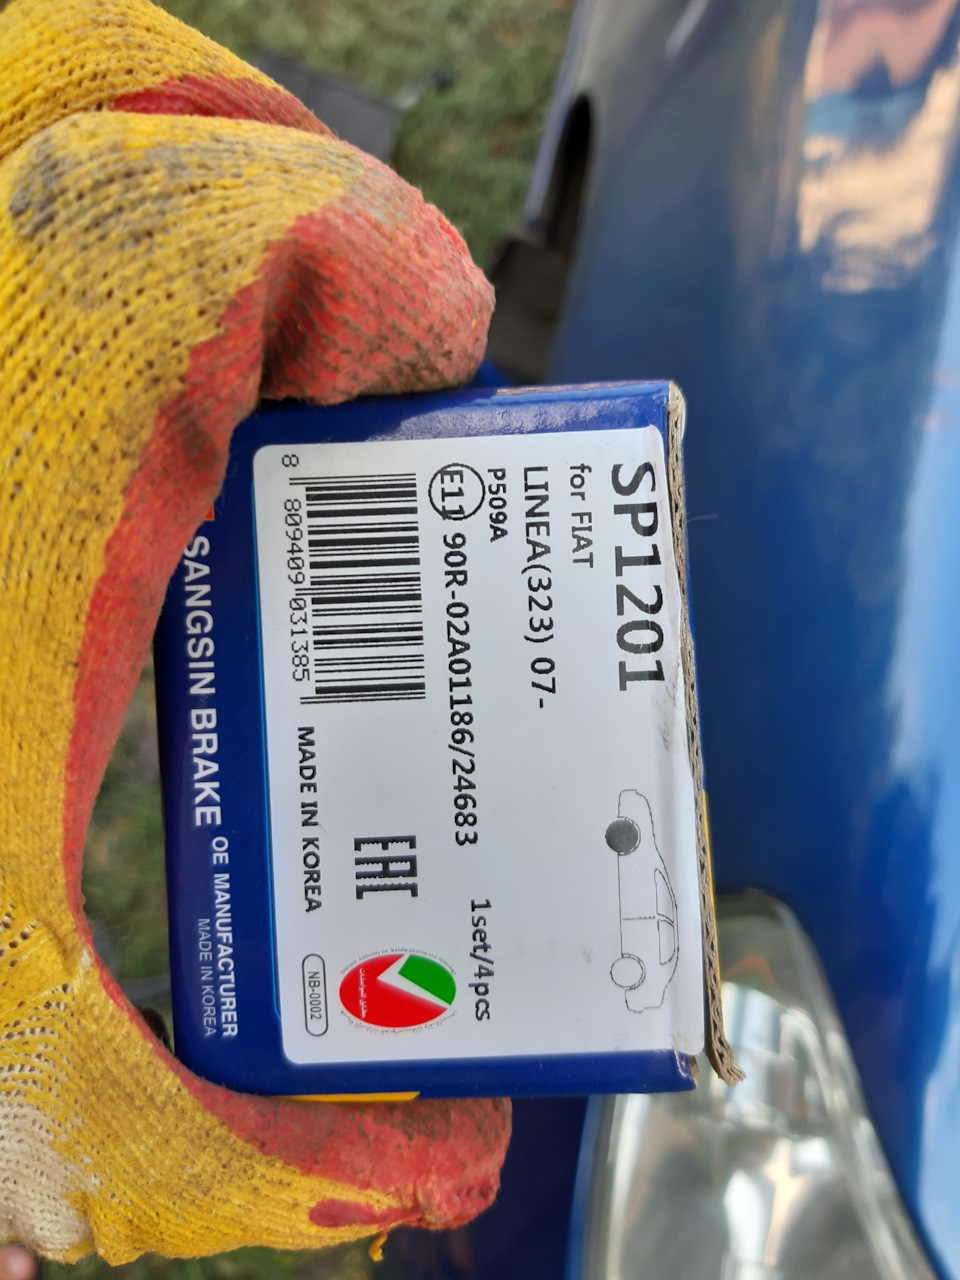 SP1201
for FIAT
LINEA(323) 07-
P509A
1set/4pcs
E11 90R-02A01186/24683
EAC
8 809409 031385
MADE IN KOREA
NB-0002
SANGSIN BRAKE OE MANUFACTURER
MADE IN KOREA